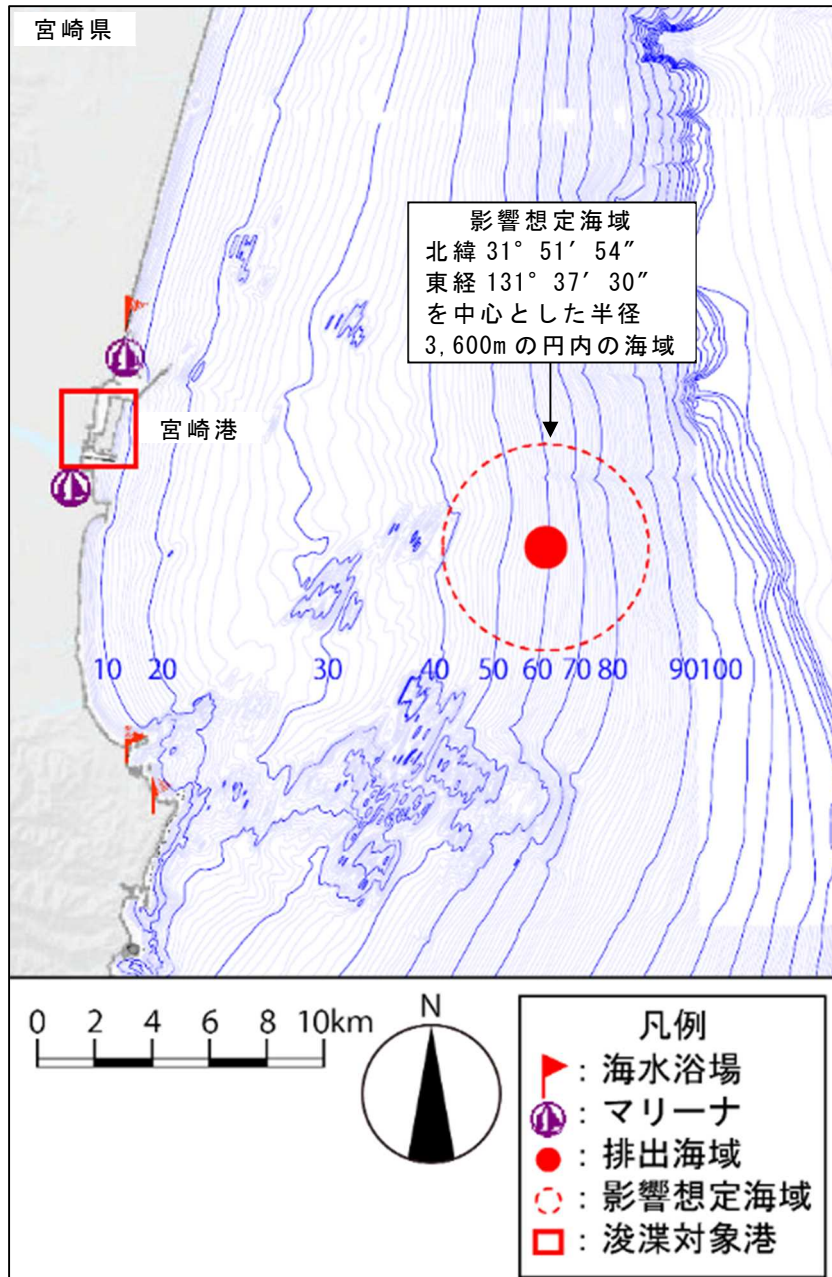 宮崎県
影響想定海域
北緯 31° 51′ 54″
東経 131° 37′ 30″
を中心とした半径
3,600m の円内の海域
宮崎港
10 20 30 40 50 60 70 80 90 100
0 2 4 6 8 10km
N
凡例
: 海水浴場
: マリーナ
: 排出海域
: 影響想定海域
: 浚渫対象港